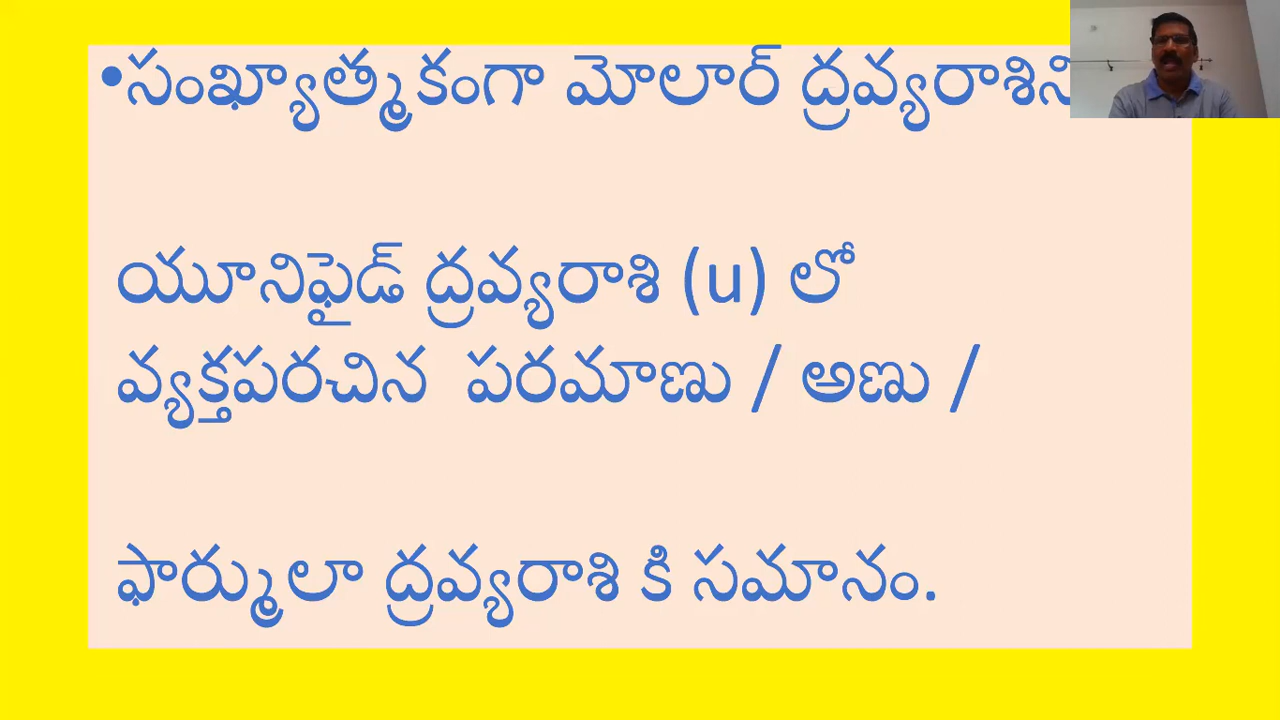 •సంఖ్యాత్మకంగా మోలార్ ద్రవ్యరాశిని
యూనిఫైడ్ ద్రవ్యరాశి (u) లో
వ్యక్తపరచిన పరమాణు / అణు /
ఫార్ములా ద్రవ్యరాశి కి సమానం.